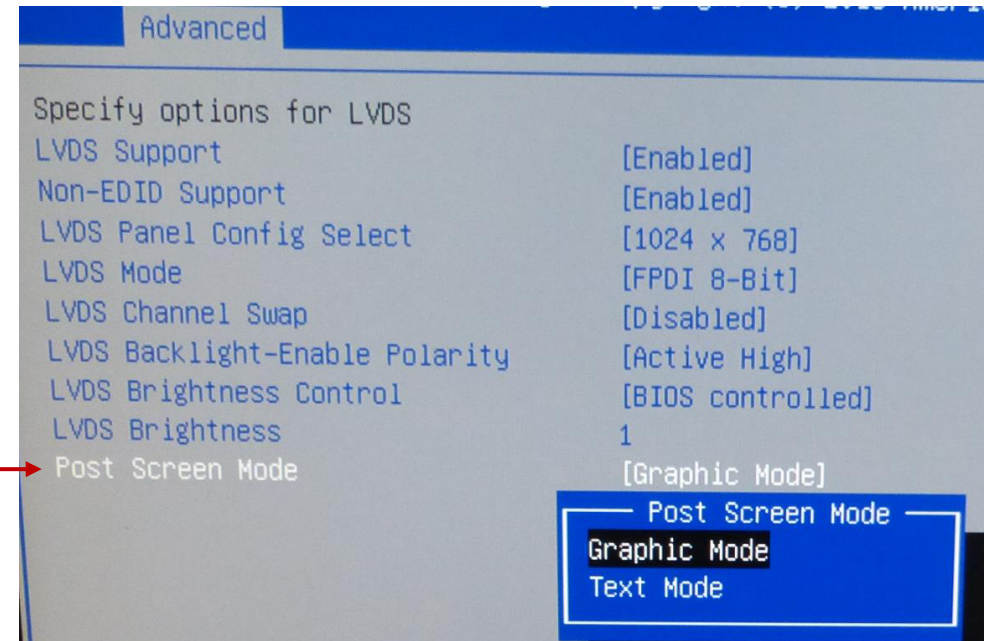 Advanced
Specify options for LVDS
LVDS Support [Enabled]
Non-EDID Support [Enabled]
LVDS Panel Config Select [1024 x 768]
LVDS Mode [FPDI 8-Bit]
LVDS Channel Swap [Disabled]
LVDS Backlight-Enable Polarity [Active High]
LVDS Brightness Control [BIOS controlled]
LVDS Brightness 1
Post Screen Mode [Graphic Mode]
Post Screen Mode
Graphic Mode
Text Mode